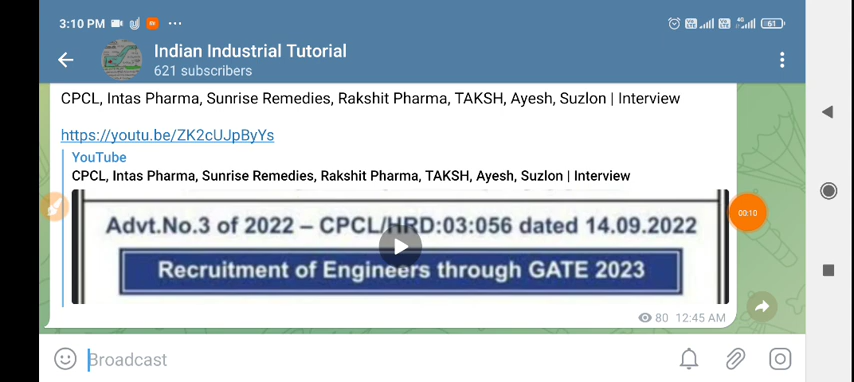 3:10 PM
61
Indian Industrial Tutorial
621 subscribers
CPCL, Intas Pharma, Sunrise Remedies, Rakshit Pharma, TAKSH, Ayesh, Suzlon | Interview
https://youtu.be/ZK2cUJpByYs
YouTube
CPCL, Intas Pharma, Sunrise Remedies, Rakshit Pharma, TAKSH, Ayesh, Suzlon | Interview
Advt.No.3 of 2022 – CPCL/HRD:03:056 dated 14.09.2022
00:10
Recruitment of Engineers through GATE 2023
80 12:45 AM
Broadcast